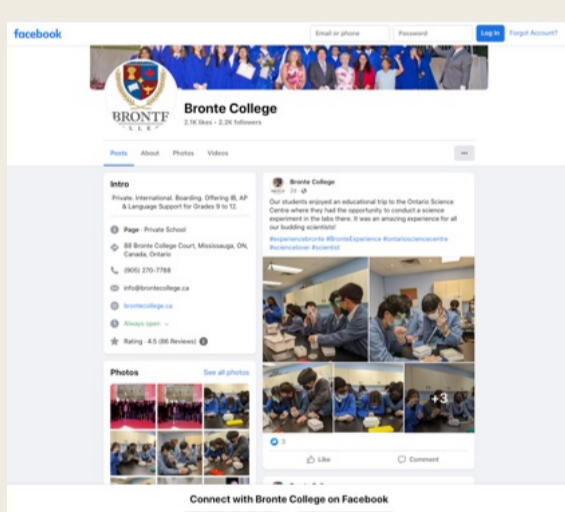 facebook
Email or phone
Password
Log In
Forgot Account?
BRONTE
Bronte College
2.1K likes • 2.2K followers
Posts
About
Photos
Videos
Intro
Private. International. Boarding. Offering IB, AP
& Language Support for Grades 9 to 12.
Page · Private School
88 Bronte College Court, Mississauga, ON,
Canada, Ontario
(905) 270-7788
info@brontecollege.ca
brontecollege.ca
Always open
Rating · 4.5 (86 Reviews)
Photos
See all photos
Bronte College
2d
Our students enjoyed an educational trip to the Ontario Science
Centre where they had the opportunity to conduct a science
experiment in the labs there. It was an amazing experience for all
our budding scientists!
#experiencebronte #BronteExperience #ontariosciencecentre
#sciencelover #scientist
+3
3
Like
Comment
Connect with Bronte College on Facebook